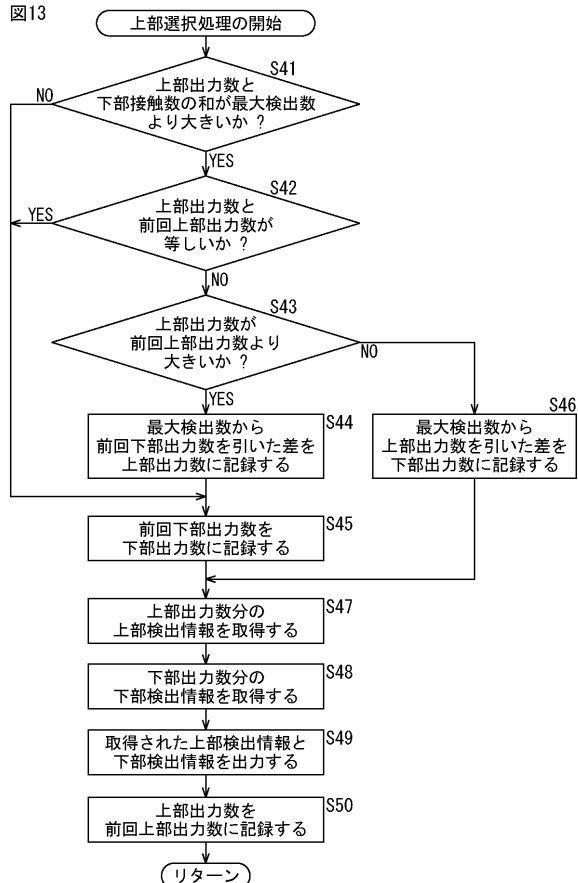 図13
上部選択処理の開始
S41
上部出力数と
下部接触数の和が最大検出数
より大きいか ?
NO
YES
S42
上部出力数と
前回上部出力数が
等しいか ?
YES
NO
S43
上部出力数が
前回上部出力数より
大きいか ?
NO
YES
S44
最大検出数から
前回下部出力数を引いた差を
上部出力数に記録する
S46
最大検出数から
上部出力数を引いた差を
下部出力数に記録する
S45
前回下部出力数を
下部出力数に記録する
S47
上部出力数分の
上部検出情報を取得する
S48
下部出力数分の
下部検出情報を取得する
S49
取得された上部検出情報と
下部検出情報を出力する
S50
上部出力数を
前回上部出力数に記録する
リターン